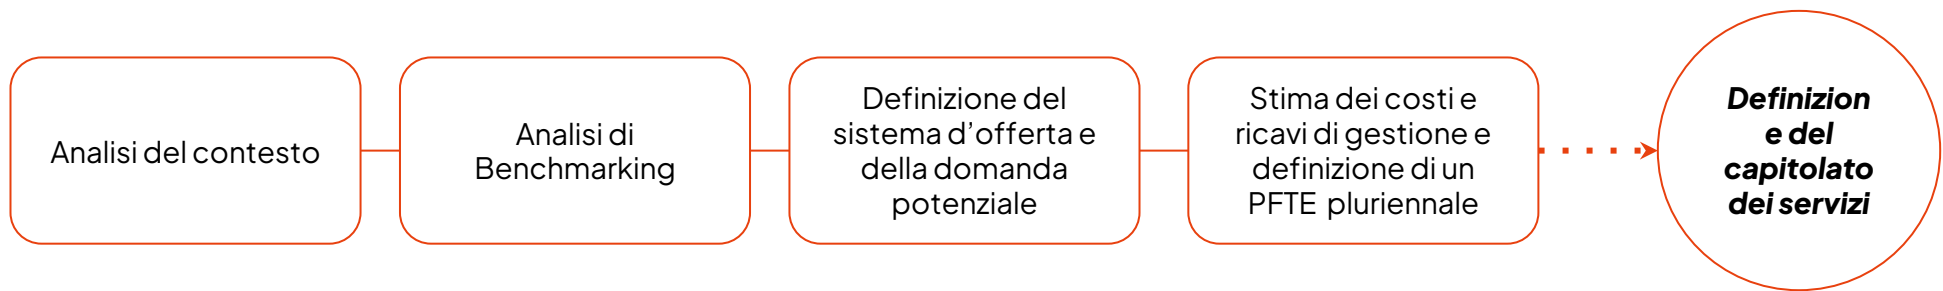 Analisi del contesto
Analisi di
Benchmarking
Definizione del
sistema d’offerta e
della domanda
potenziale
Stima dei costi e
ricavi di gestione e
definizione di un
PFTE pluriennale
Definizion
e del
capitolato
dei servizi